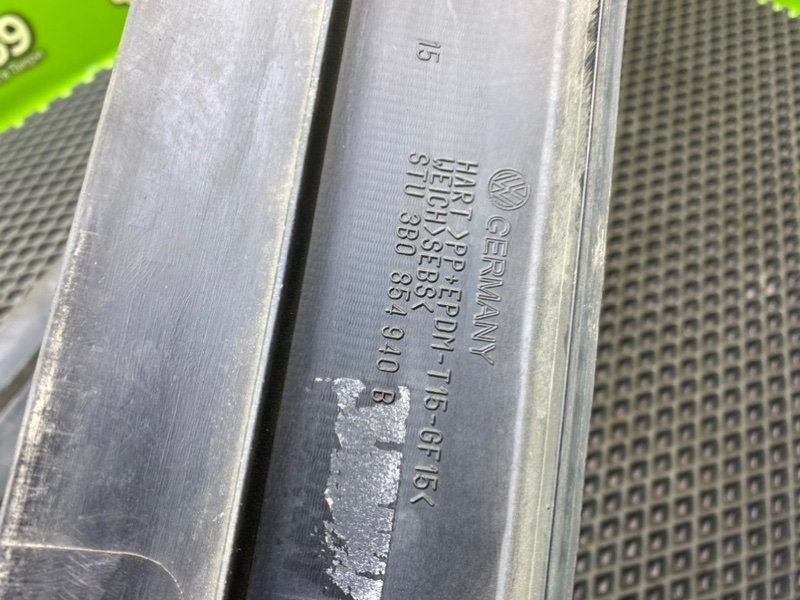 15
GERMANY
HART >PP+EPDM-T15-GF15<
WEICH>SEBS<
STU 3B0 854 940 B